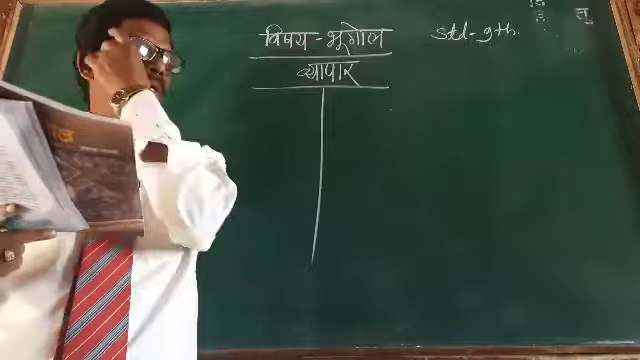 विषय - भूगोल
std - 9th.
व्यापार